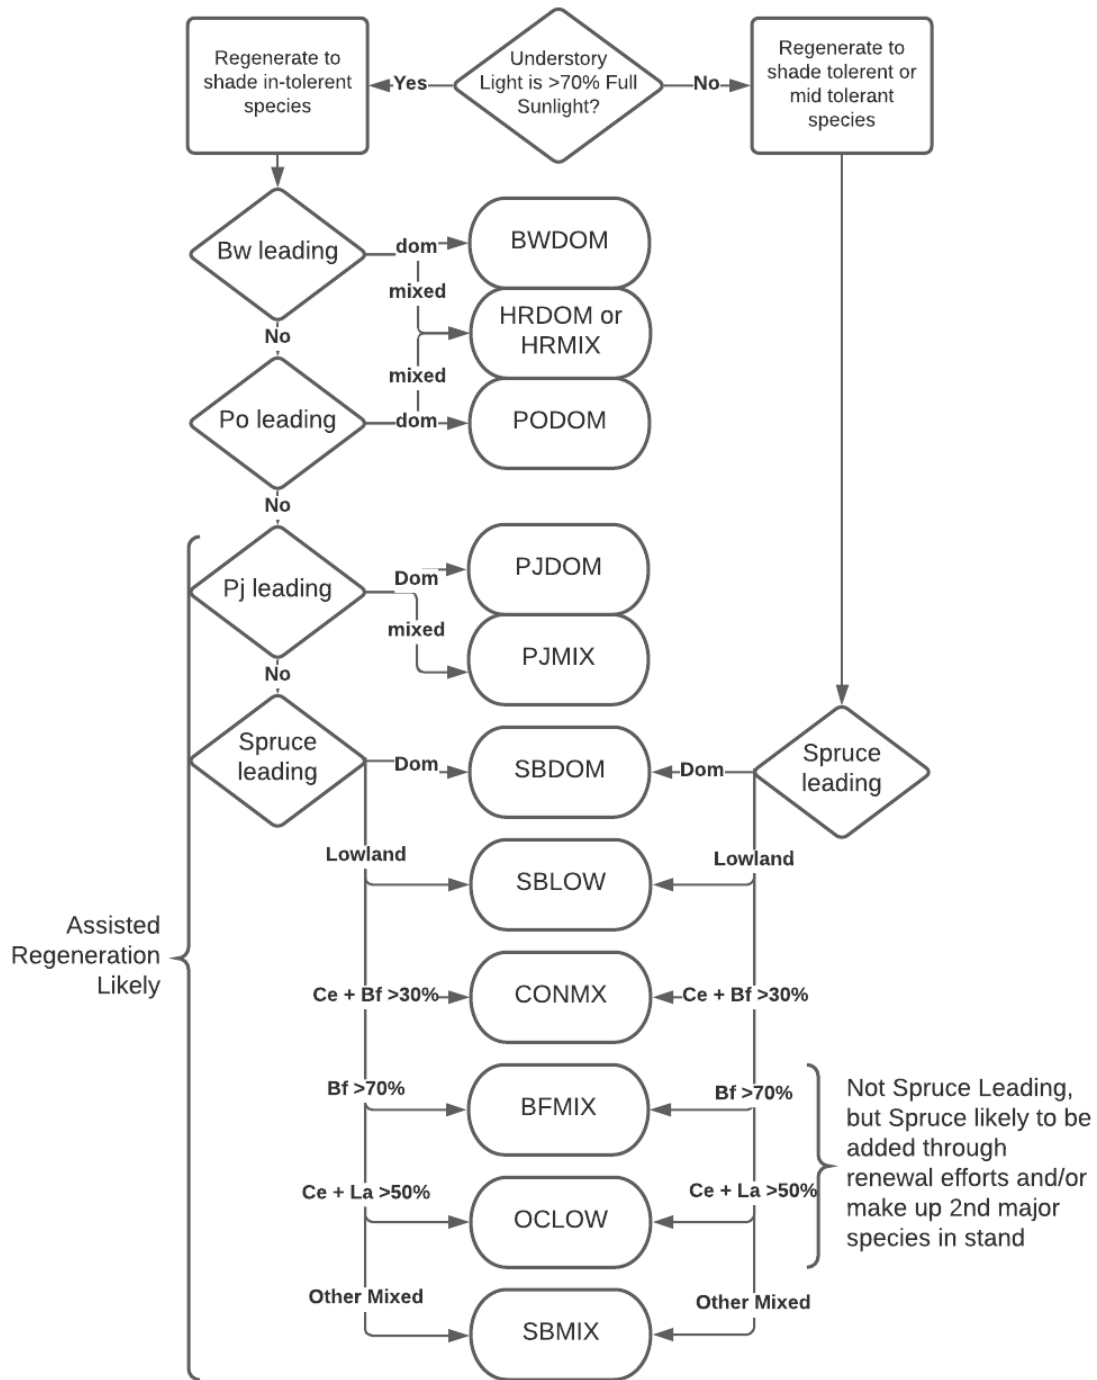 Regenerate to
shade in-tolerent
species
Yes
Understory
Light is >70% Full
Sunlight?
No
Regenerate to
shade tolerent or
mid tolerant
species
Bw leading
dom
BWDOM
mixed
HRDOM or
HRMIX
No
mixed
Po leading
dom
PODOM
No
Pj leading
Dom
PJDOM
mixed
PJMIX
No
Spruce
leading
Dom
SBDOM
Dom
Spruce
leading
Lowland
SBLOW
Lowland
Assisted
Regeneration
Likely
Ce + Bf >30%
CONMX
Ce + Bf >30%
Bf >70%
BFMIX
Bf >70%
Ce + La >50%
OCLOW
Ce + La >50%
Not Spruce Leading,
but Spruce likely to be
added through
renewal efforts and/or
make up 2nd major
species in stand
Other Mixed
SBMIX
Other Mixed